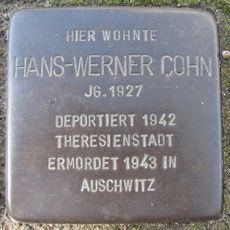 HIER WOHNTE
HANS-WERNER COHN
JG. 1927
DEPORTIERT 1942
THERESIENSTADT
ERMORDET 1943 IN
AUSCHWITZ